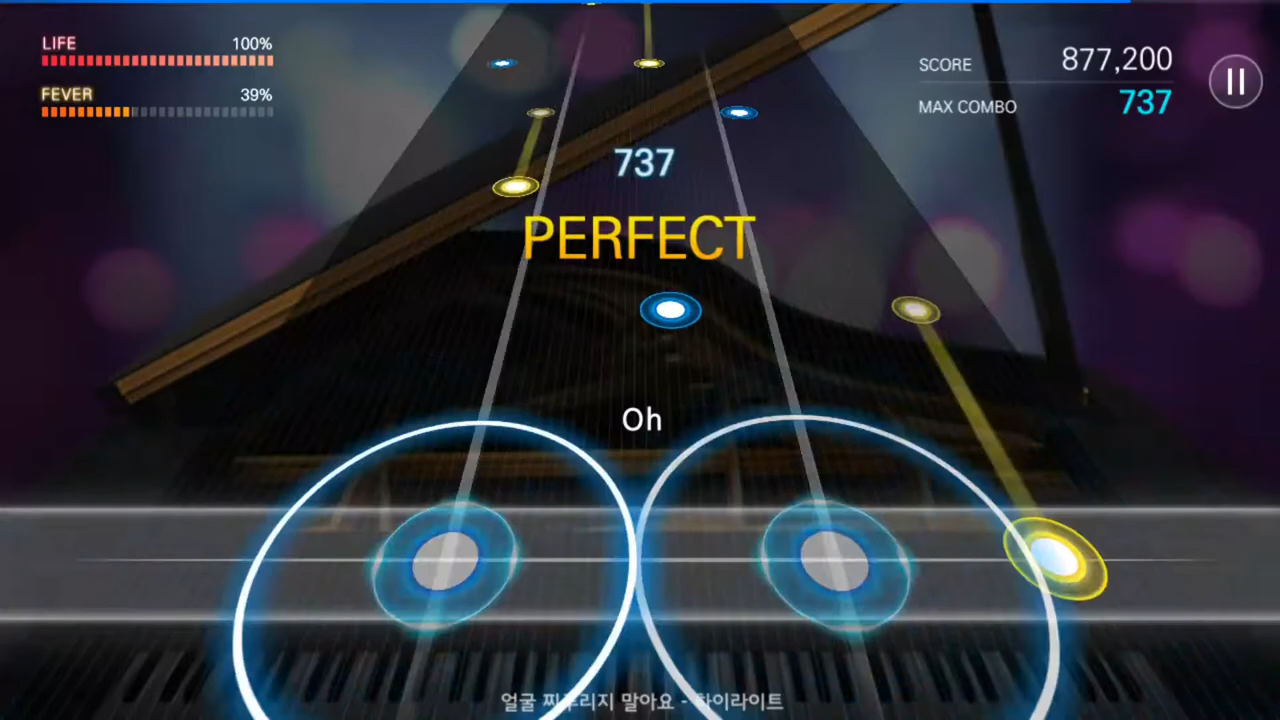 LIFE 100%
FEVER 39%
SCORE 877,200
MAX COMBO 737
737
PERFECT
Oh
얼굴 찌푸리지 말아요 - 하이라이트